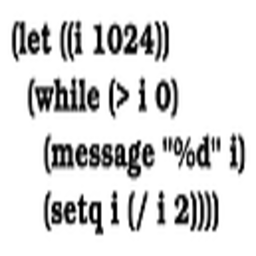 (let ((i 1024))
(while (> i 0)
(message "%d" i)
(setq i (/ i 2))))